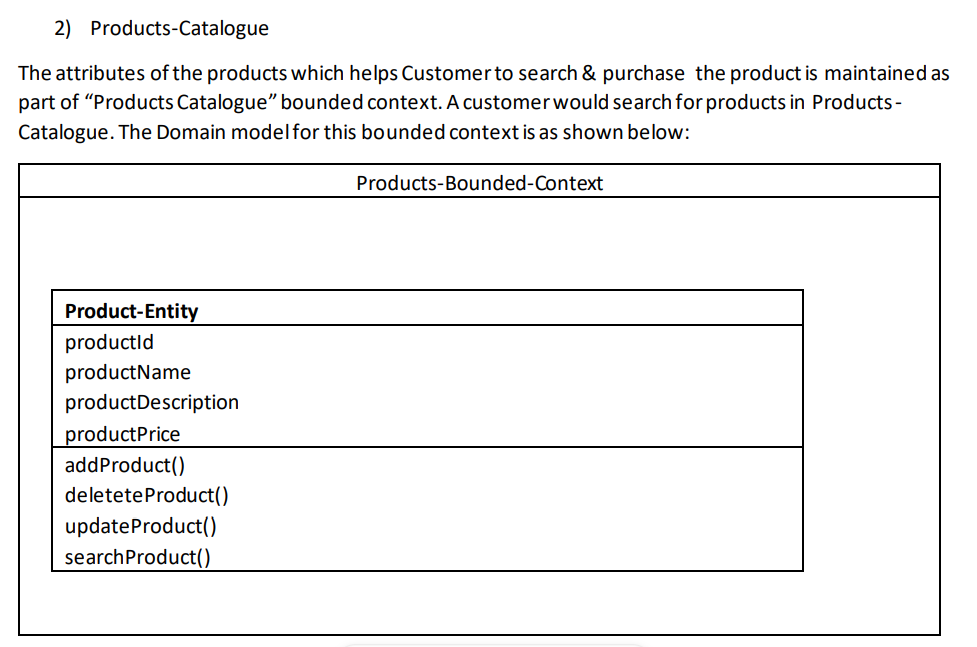 2) Products-Catalogue
The attributes of the products which helps Customer to search & purchase the product is maintained as
part of “Products Catalogue” bounded context. A customer would search for products in Products-
Catalogue. The Domain model for this bounded context is as shown below:
Products-Bounded-Context
Product-Entity
productId
productName
productDescription
productPrice
addProduct()
deleteteProduct()
updateProduct()
searchProduct()